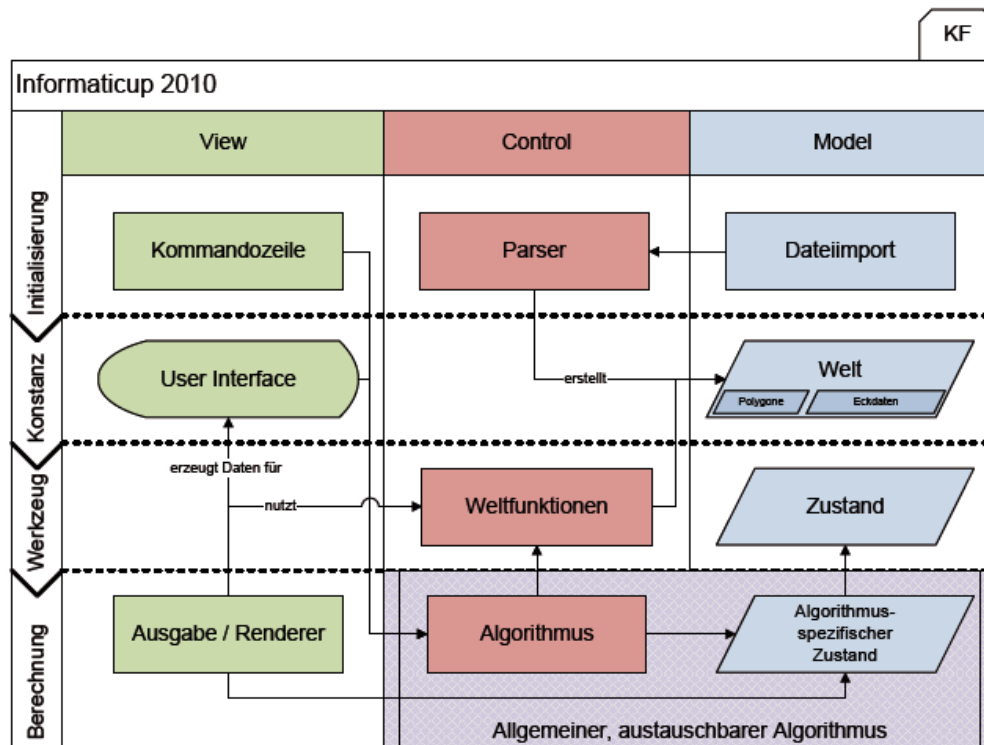 KF
Informaticup 2010
View
Control
Model
Initialisierung
Kommandozeile
Parser
Dateiimport
Konstanz
User Interface
erstellt
Welt
Polygone
Eckdaten
Werkzeug
erzeugt Daten für
nutzt
Weltfunktionen
Zustand
Berechnung
Ausgabe / Renderer
Algorithmus
Algorithmus-
spezifischer
Zustand
Allgemeiner, austauschbarer Algorithmus